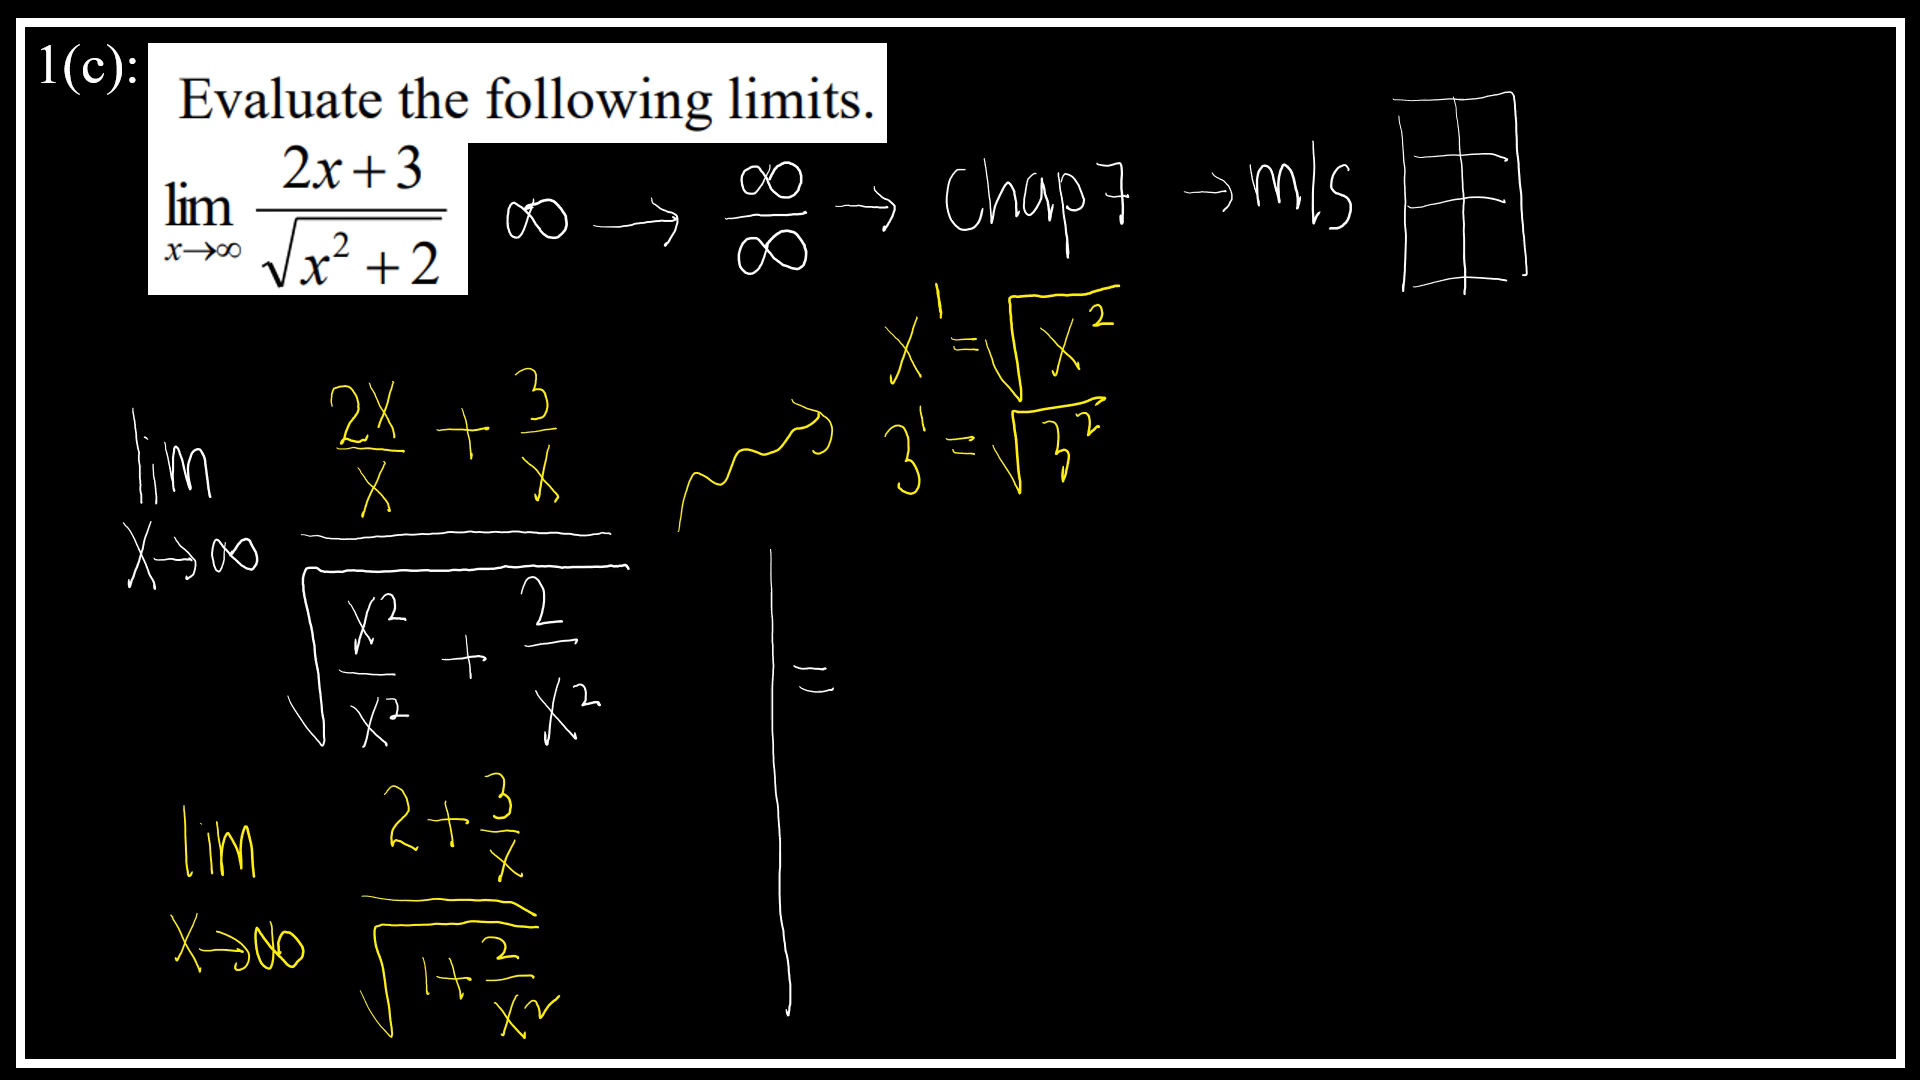 1(c): Evaluate the following limits.
lim x→∞ (2x+3)/√(x²+2) ∞ → ∞/∞ → Chap 7 → m/s
x¹ = √x²
3¹ = √3²
lim x→∞ (2x/x + 3/x)/√(x²/x² + 2/x²)
=
lim x→∞ (2 + 3/x)/√(1 + 2/x²)